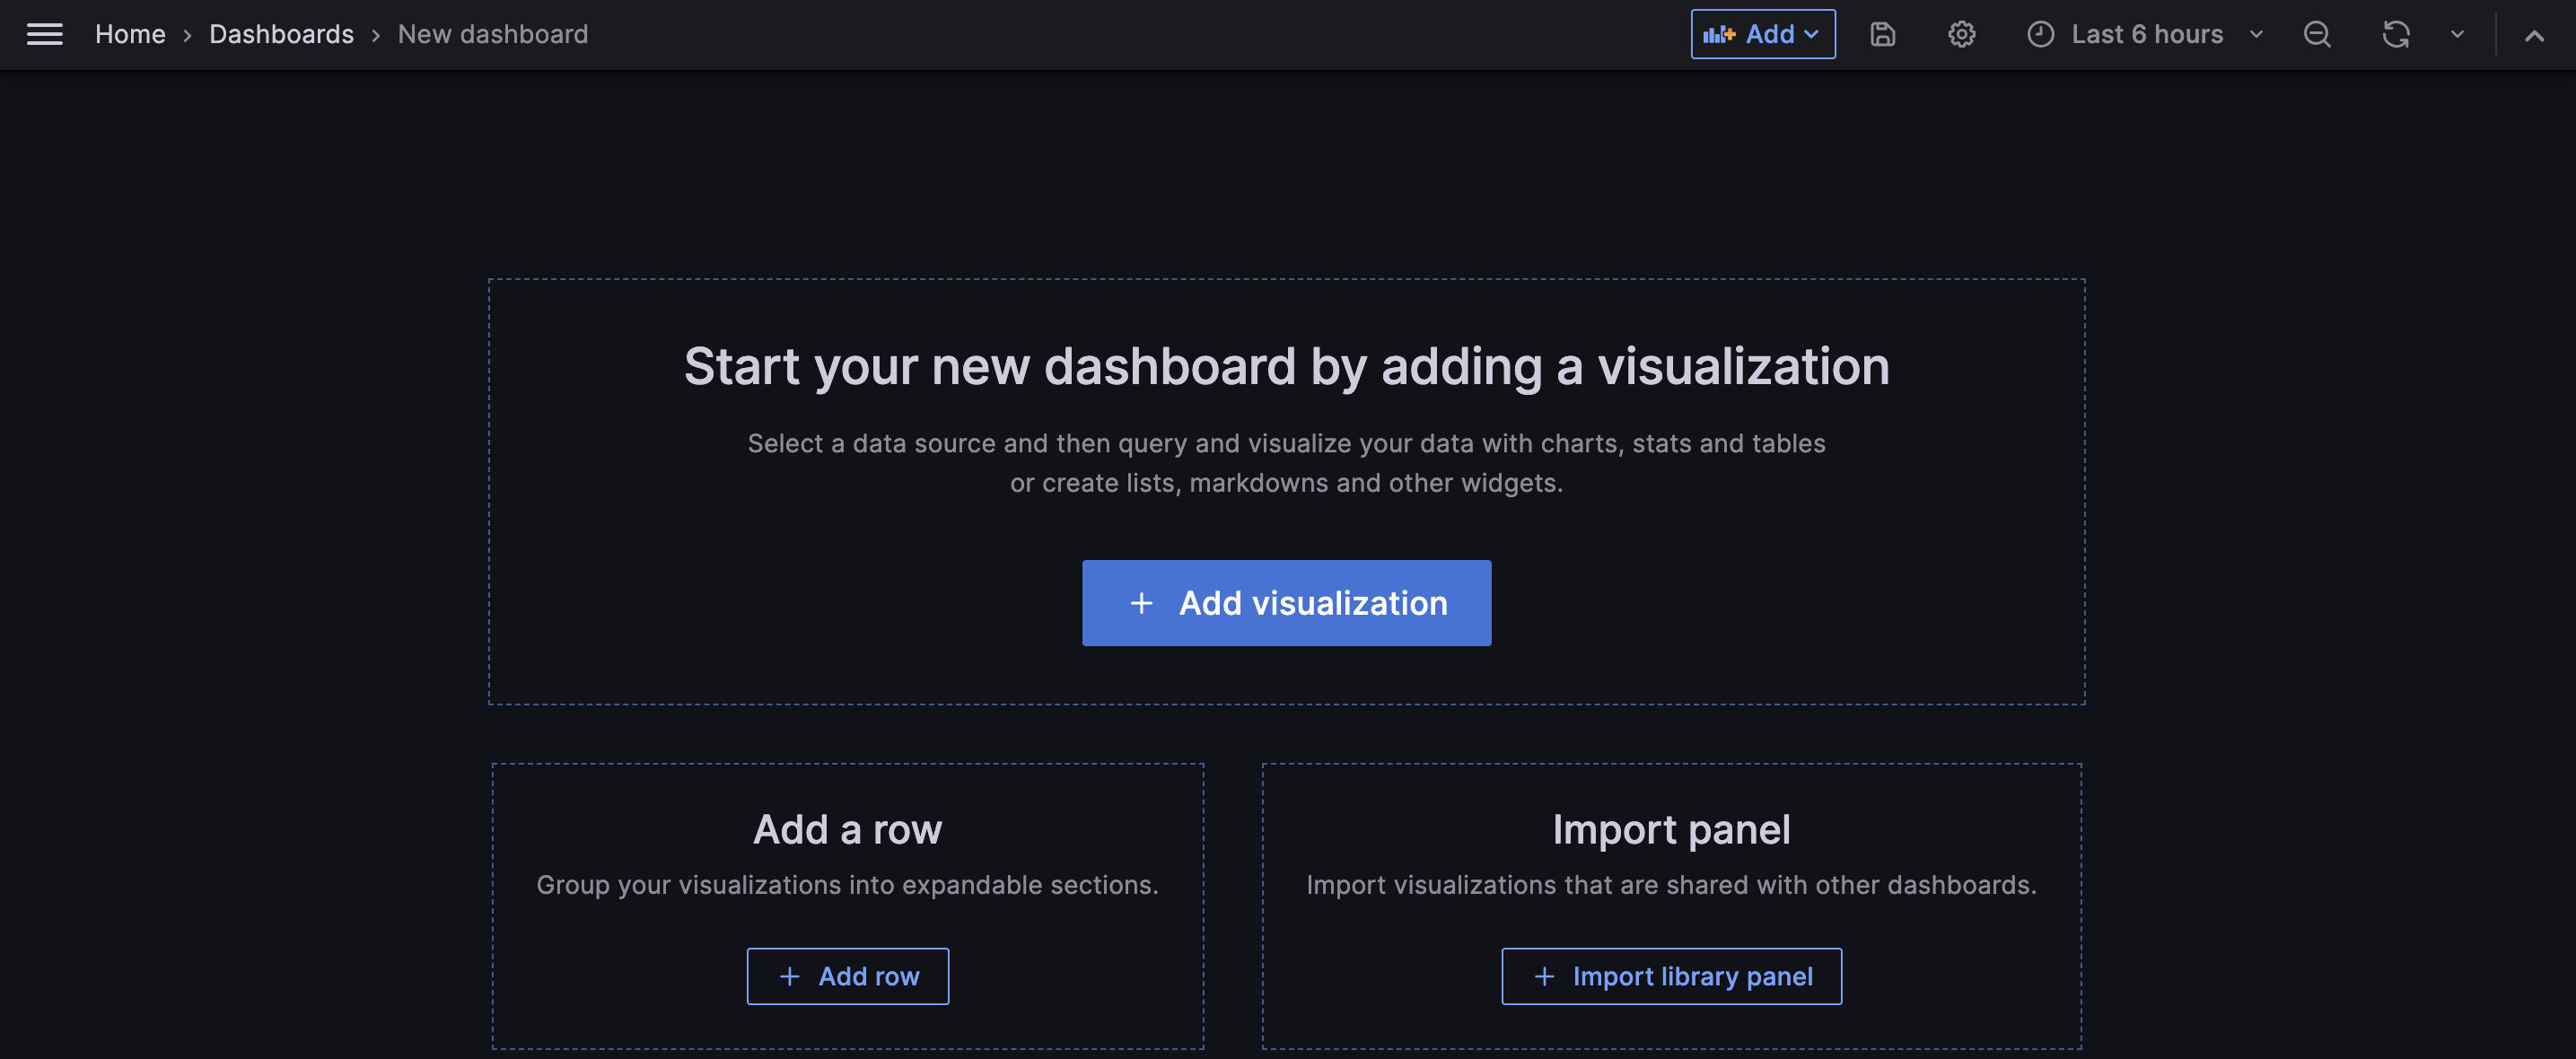 Home › Dashboards › New dashboard
Add
Last 6 hours
Start your new dashboard by adding a visualization
Select a data source and then query and visualize your data with charts, stats and tables
or create lists, markdowns and other widgets.
+ Add visualization
Add a row
Group your visualizations into expandable sections.
+ Add row
Import panel
Import visualizations that are shared with other dashboards.
+ Import library panel